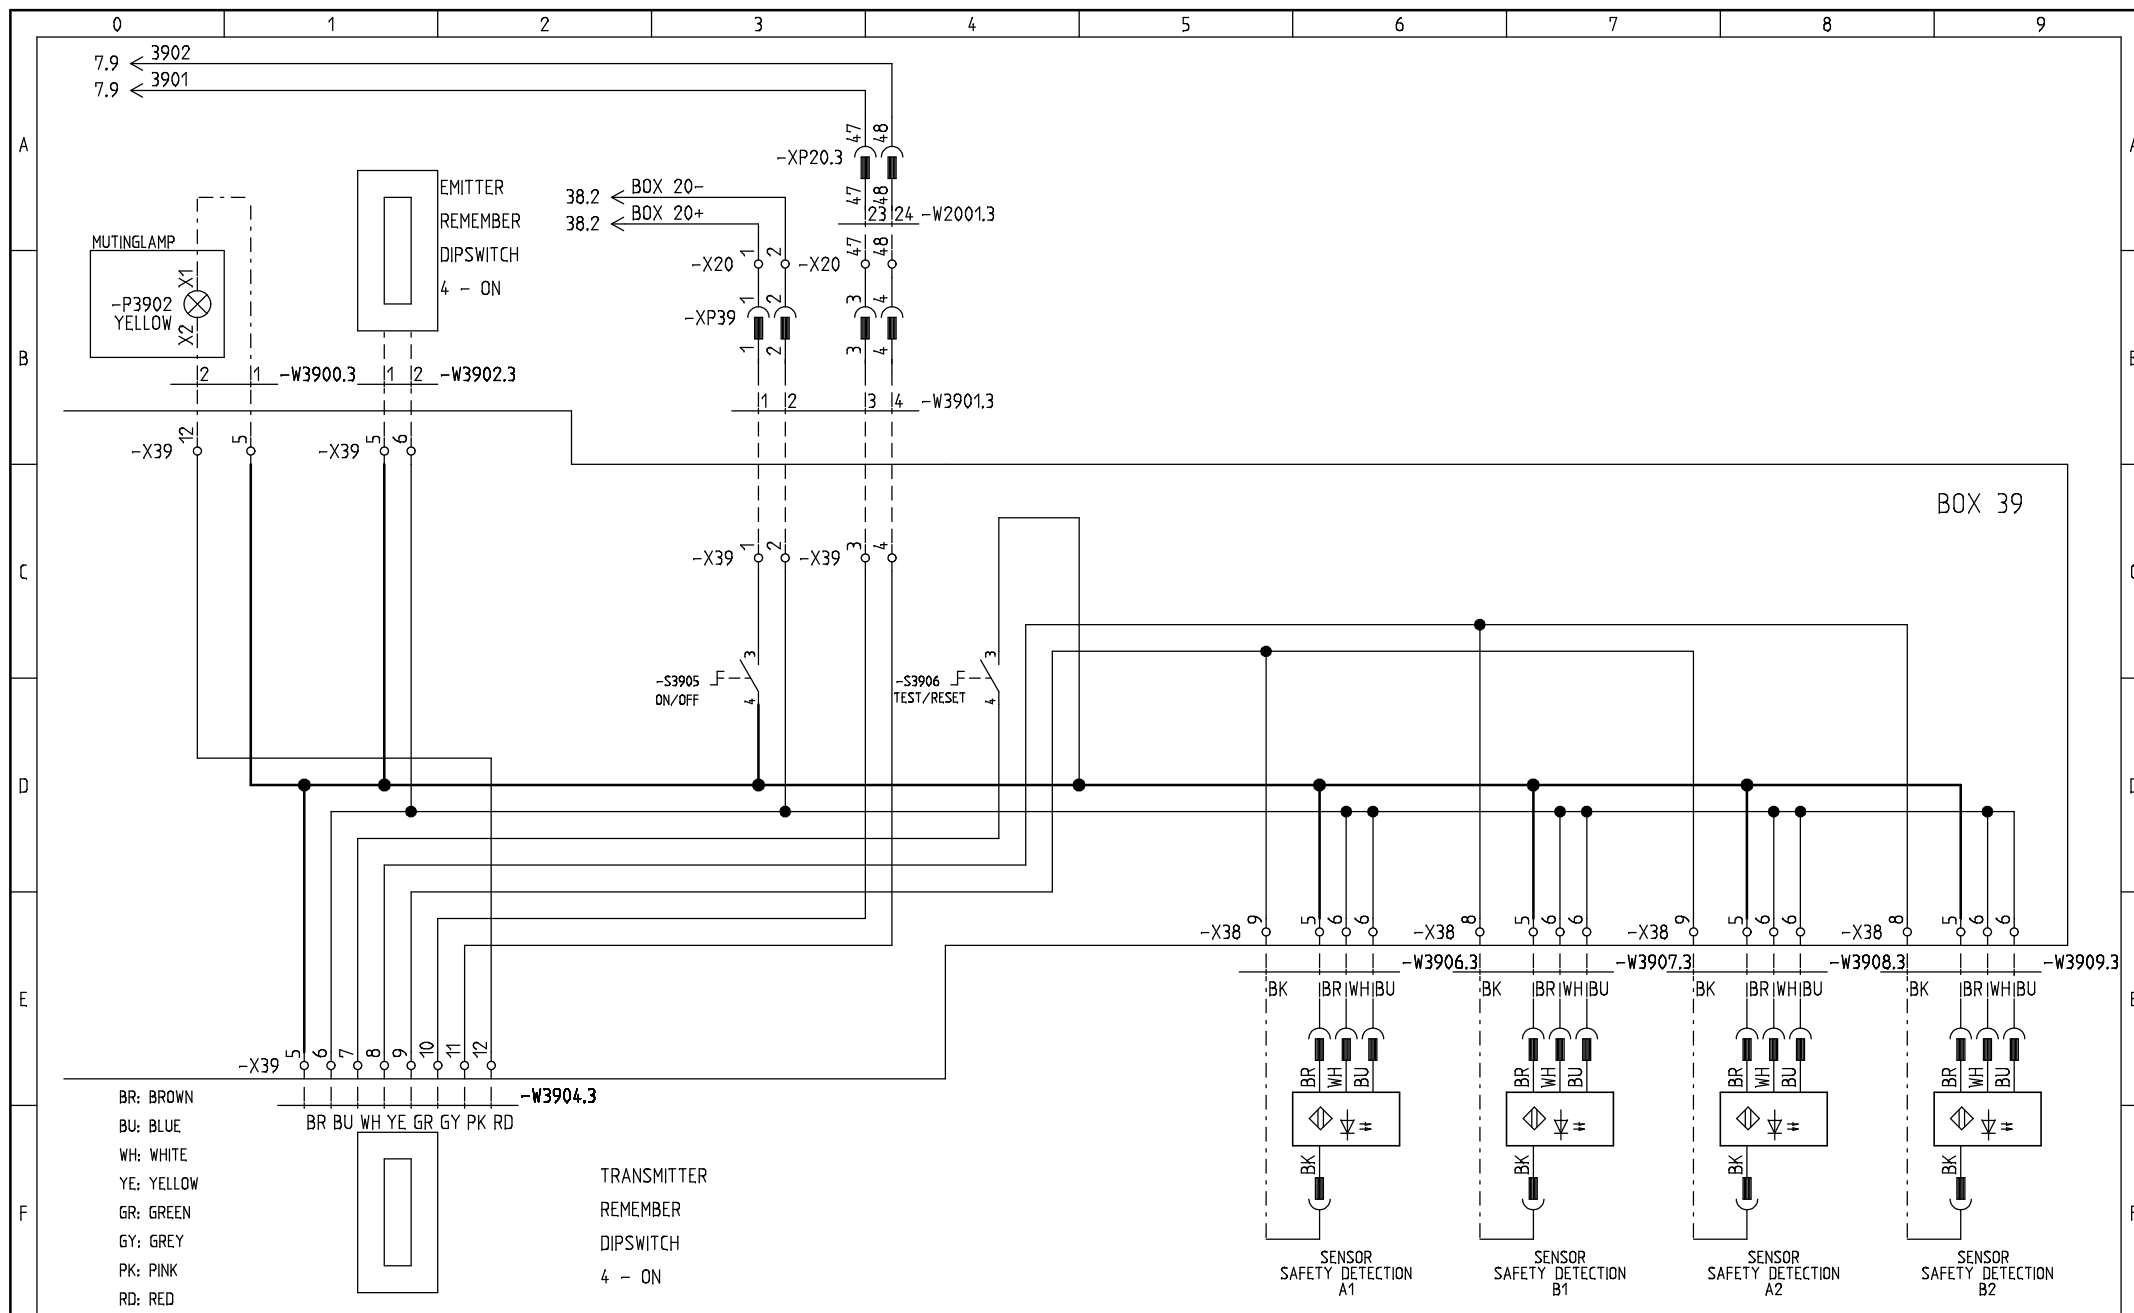 0 1 2 3 4 5 6 7 8 9
7.9 3902
7.9 3901
A
47 48
-XP20.3
47 48
23 24 -W2001.3
47 48
EMITTER
REMEMBER
DIPSWITCH
4 - ON
38.2 BOX 20-
38.2 BOX 20+
MUTINGLAMP
X1
-P3902
YELLOW
X2
1 2
-X20 -X20
1 2 3 4
-XP39
1 2 3 4
B
2 1 -W3900.3 1 2 -W3902.3
1 2 3 4 -W3901.3
12 5 5 6
-X39 -X39
BOX 39
1 2 3 4
-X39 -X39
C
3 3
-S3905 -S3906
ON/OFF TEST/RESET
4 4
D D
9 5 6 6 8 5 6 6 9 5 6 6 8 5 6 6
-X38 -X38 -X38 -X38
-W3906.3 -W3907.3 -W3908.3 -W3909.3
E
BK BR WH BU BK BR WH BU BK BR WH BU BK BR WH BU
5 6 7 8 9 10 11 12
-X39
BR WH BU BR WH BU BR WH BU BR WH BU
-W3904.3
BR BU WH YE GR GY PK RD
BR: BROWN
BU: BLUE
WH: WHITE
YE: YELLOW
GR: GREEN
GY: GREY
PK: PINK
RD: RED
F
TRANSMITTER
REMEMBER
DIPSWITCH
4 - ON
BK BK BK BK
SENSOR
SAFETY DETECTION
A1
SENSOR
SAFETY DETECTION
B1
SENSOR
SAFETY DETECTION
A2
SENSOR
SAFETY DETECTION
B2